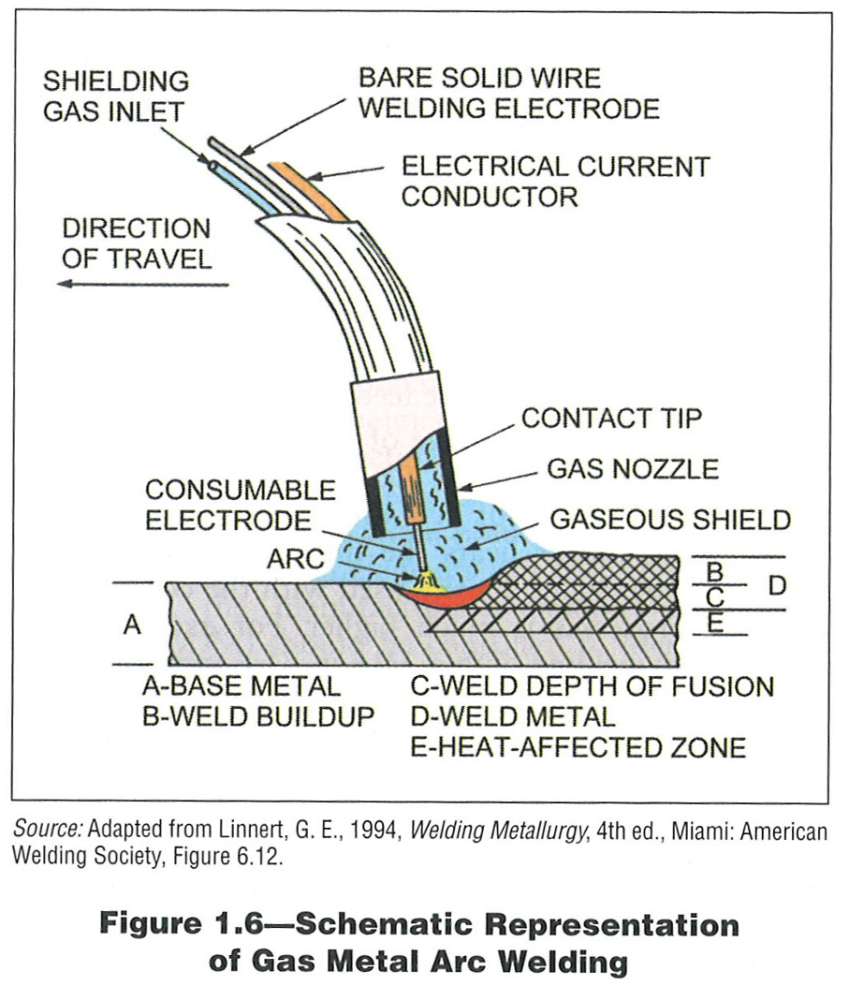 SHIELDING
GAS INLET
BARE SOLID WIRE
WELDING ELECTRODE
ELECTRICAL CURRENT
CONDUCTOR
DIRECTION
OF TRAVEL
CONTACT TIP
GAS NOZZLE
CONSUMABLE
ELECTRODE
GASEOUS SHIELD
ARC
B
C
D
E
A
A-BASE METAL
B-WELD BUILDUP
C-WELD DEPTH OF FUSION
D-WELD METAL
E-HEAT-AFFECTED ZONE
Source: Adapted from Linnert, G. E., 1994, Welding Metallurgy, 4th ed., Miami: American
Welding Society, Figure 6.12.
Figure 1.6—Schematic Representation
of Gas Metal Arc Welding